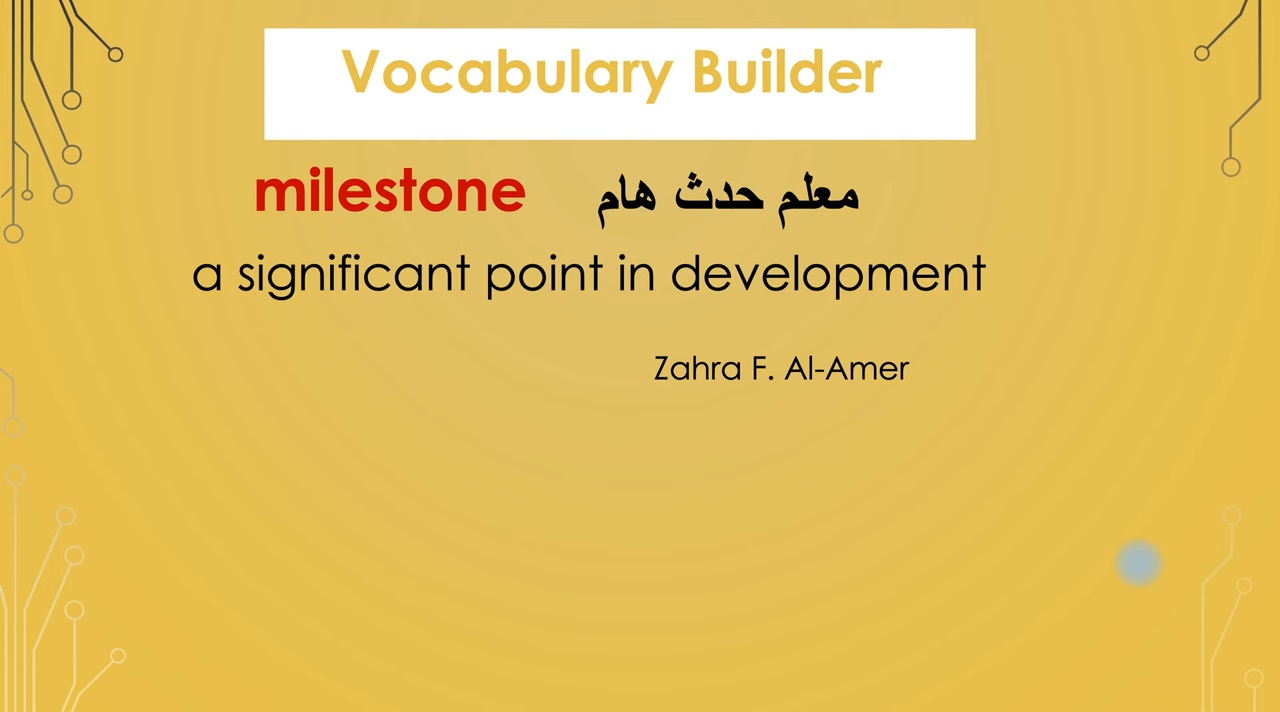 Vocabulary Builder
milestone معلم حدث هام
a significant point in development
Zahra F. Al-Amer